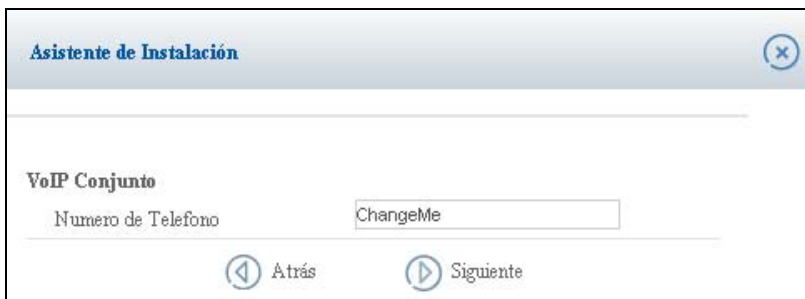 Asistente de Instalación
VoIP Conjunto
Numero de Telefono ChangeMe
Atrás Siguiente